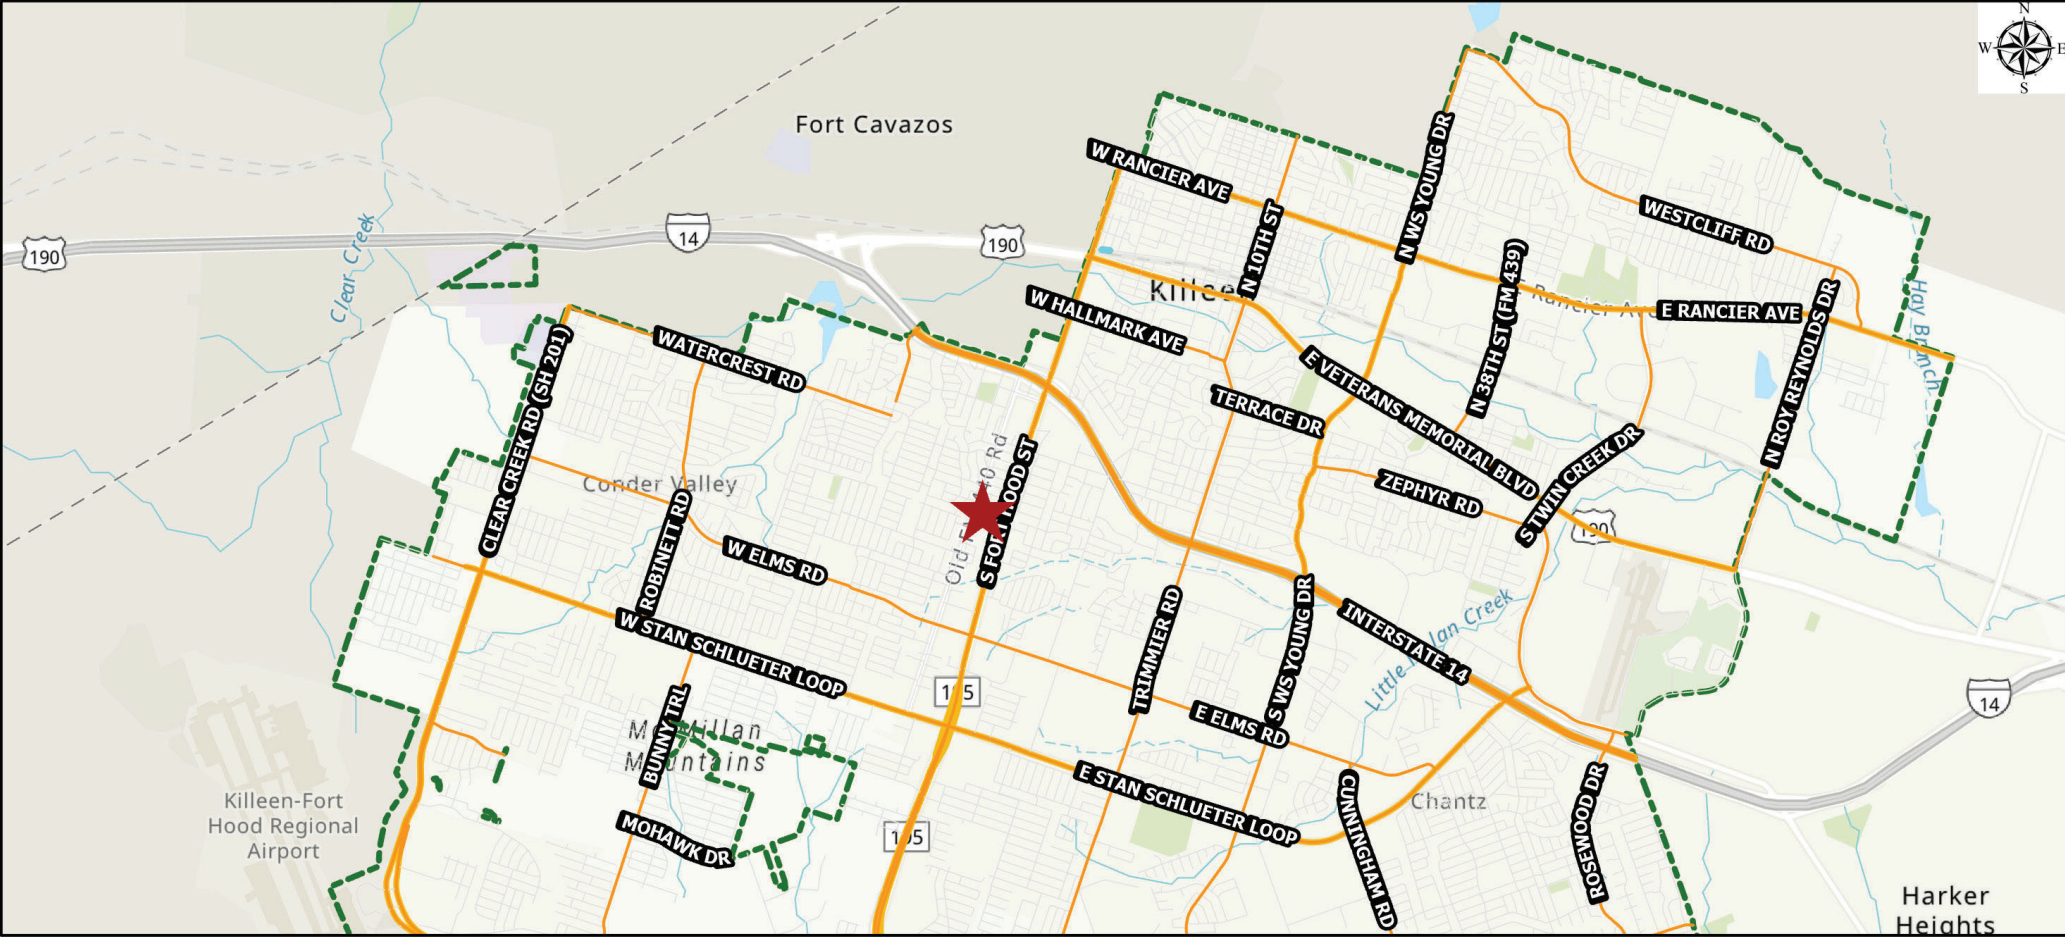 N
W
E
S
Fort Cavazos
W RANCIER AVE
N WS YOUNG DR
WESTCLIFF RD
190
14
190
Clear Creek
N 10TH ST
N 38TH ST (FM 439)
E RANCIER AVE
Hay Branch
W HALLMARK AVE
N ROY REYNOLDS DR
WATERCREST RD
CLEAR CREEK RD (SH 201)
E VETERANS MEMORIAL BLVD
TERRACE DR
S TWIN CREEK DR
Conder Valley
S FORT HOOD ST
ZEPHYR RD
190
ROBINETT RD
W ELMS RD
W STAN SCHLUETER LOOP
TRIMMIER RD
S WS YOUNG DR
INTERSTATE 14
195
14
BUNNY TRL
E ELMS RD
E STAN SCHLUETER LOOP
CUNNINGHAM RD
Chantz
ROSEWOOD DR
Killeen-Fort
Hood Regional
Airport
MOHAWK DR
195
Harker
Heights